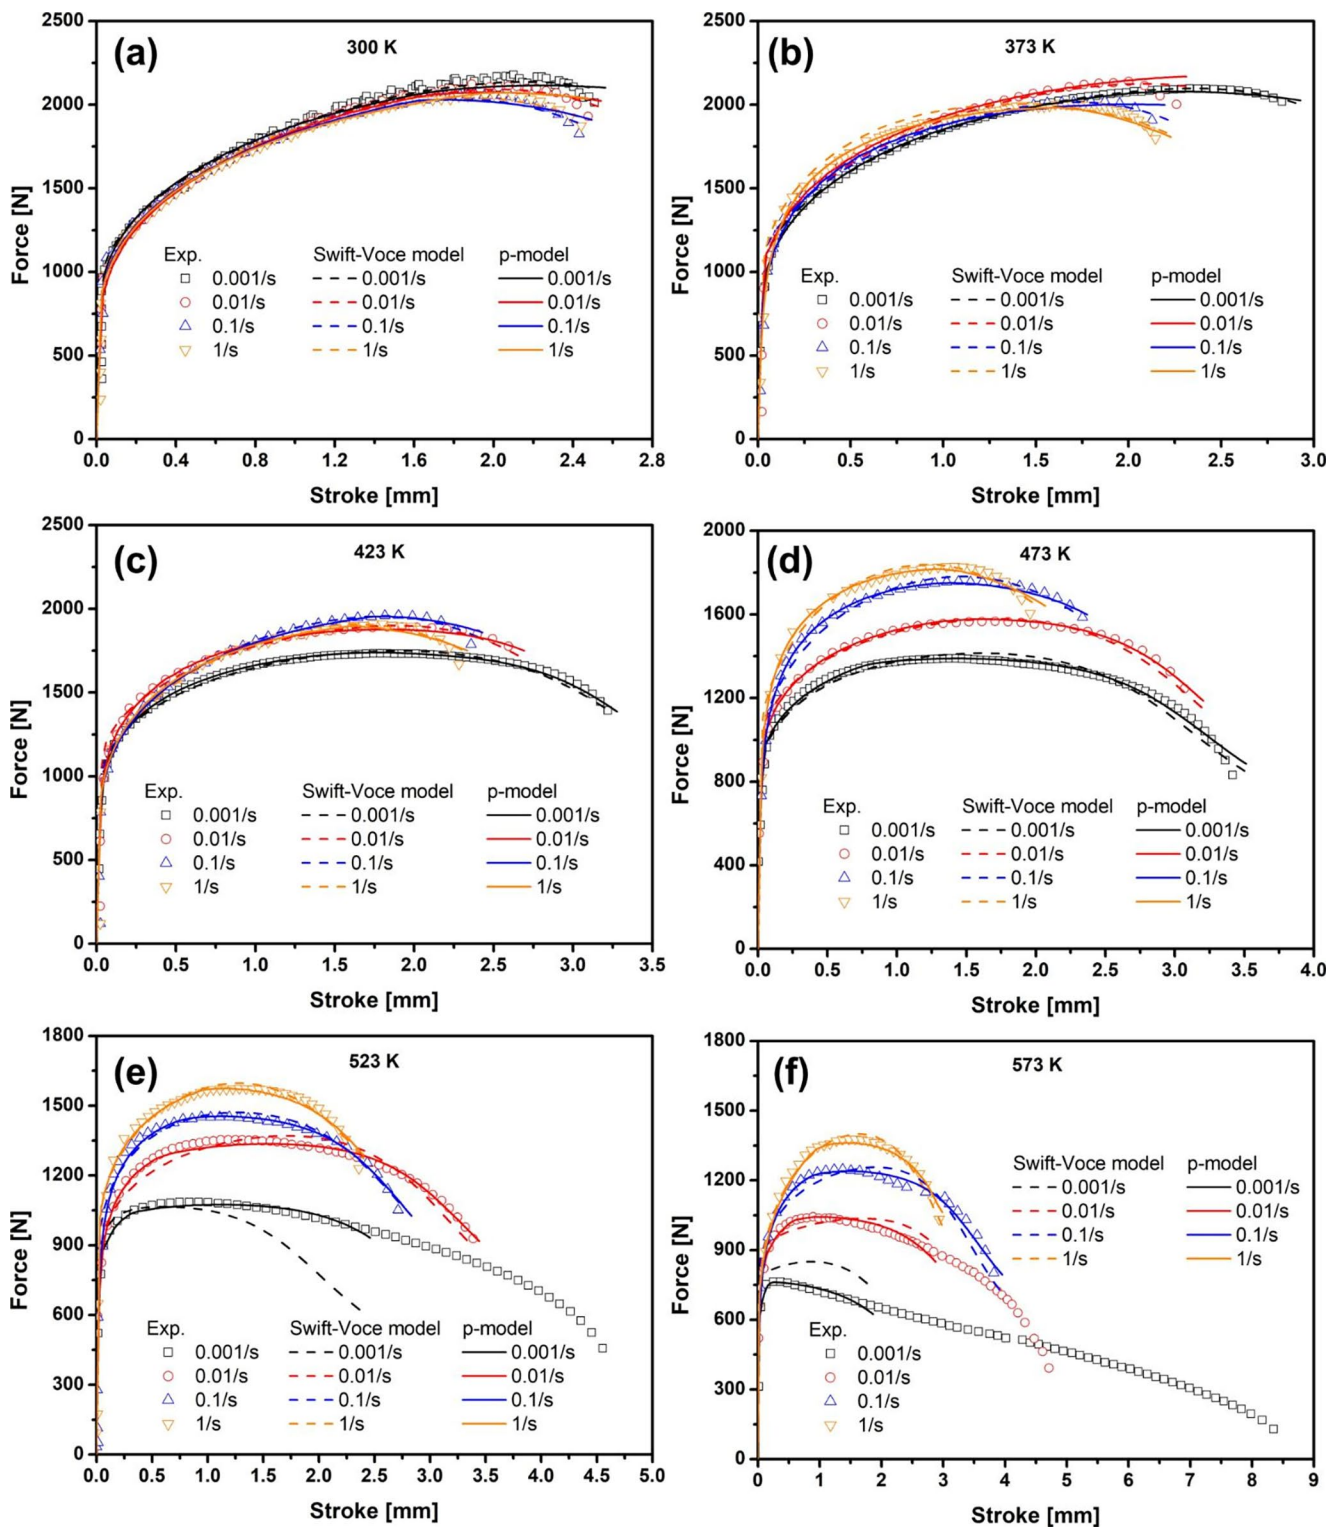 (a) 300 K
2500
2000
1500
1000
500
0
Force [N]
Exp. Swift-Voce model p-model
0.001/s 0.001/s 0.001/s
0.01/s 0.01/s 0.01/s
0.1/s 0.1/s 0.1/s
1/s 1/s 1/s
0.0 0.4 0.8 1.2 1.6 2.0 2.4 2.8
Stroke [mm]
(b) 373 K
2500
2000
1500
1000
500
0
Force [N]
Exp. Swift-Voce model p-model
0.001/s 0.001/s 0.001/s
0.01/s 0.01/s 0.01/s
0.1/s 0.1/s 0.1/s
1/s 1/s 1/s
0.0 0.5 1.0 1.5 2.0 2.5 3.0
Stroke [mm]
(c) 423 K
2500
2000
1500
1000
500
0
Force [N]
Exp. Swift-Voce model p-model
0.001/s 0.001/s 0.001/s
0.01/s 0.01/s 0.01/s
0.1/s 0.1/s 0.1/s
1/s 1/s 1/s
0.0 0.5 1.0 1.5 2.0 2.5 3.0 3.5
Stroke [mm]
(d) 473 K
2000
1600
1200
800
400
0
Force [N]
Exp. Swift-Voce model p-model
0.001/s 0.001/s 0.001/s
0.01/s 0.01/s 0.01/s
0.1/s 0.1/s 0.1/s
1/s 1/s 1/s
0.0 0.5 1.0 1.5 2.0 2.5 3.0 3.5 4.0
Stroke [mm]
(e) 523 K
1800
1500
1200
900
600
300
0
Force [N]
Exp. Swift-Voce model p-model
0.001/s 0.001/s 0.001/s
0.01/s 0.01/s 0.01/s
0.1/s 0.1/s 0.1/s
1/s 1/s 1/s
0.0 0.5 1.0 1.5 2.0 2.5 3.0 3.5 4.0 4.5 5.0
Stroke [mm]
(f) 573 K
1800
1500
1200
900
600
300
0
Force [N]
Swift-Voce model p-model
0.001/s 0.001/s
0.01/s 0.01/s
0.1/s 0.1/s
1/s 1/s
Exp.
0.001/s
0.01/s
0.1/s
1/s
0 1 2 3 4 5 6 7 8 9
Stroke [mm]